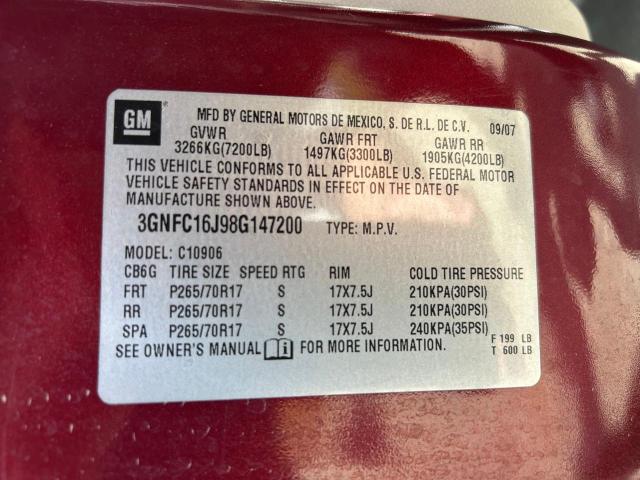 GM
MFD BY GENERAL MOTORS DE MEXICO, S. DE R.L. DE C.V. 09/07
GVWR GAWR FRT GAWR RR
3266KG(7200LB) 1497KG(3300LB) 1905KG(4200LB)
THIS VEHICLE CONFORMS TO ALL APPLICABLE U.S. FEDERAL MOTOR
VEHICLE SAFETY STANDARDS IN EFFECT ON THE DATE OF
MANUFACTURE SHOWN ABOVE.
3GNFC16J98G147200 TYPE: M.P.V.
MODEL: C10906
CB6G TIRE SIZE SPEED RTG RIM COLD TIRE PRESSURE
FRT P265/70R17 S 17X7.5J 210KPA(30PSI)
RR P265/70R17 S 17X7.5J 210KPA(30PSI)
SPA P265/70R17 S 17X7.5J 240KPA(35PSI)
SEE OWNER'S MANUAL i FOR MORE INFORMATION.
F 199 LB
T 600 LB